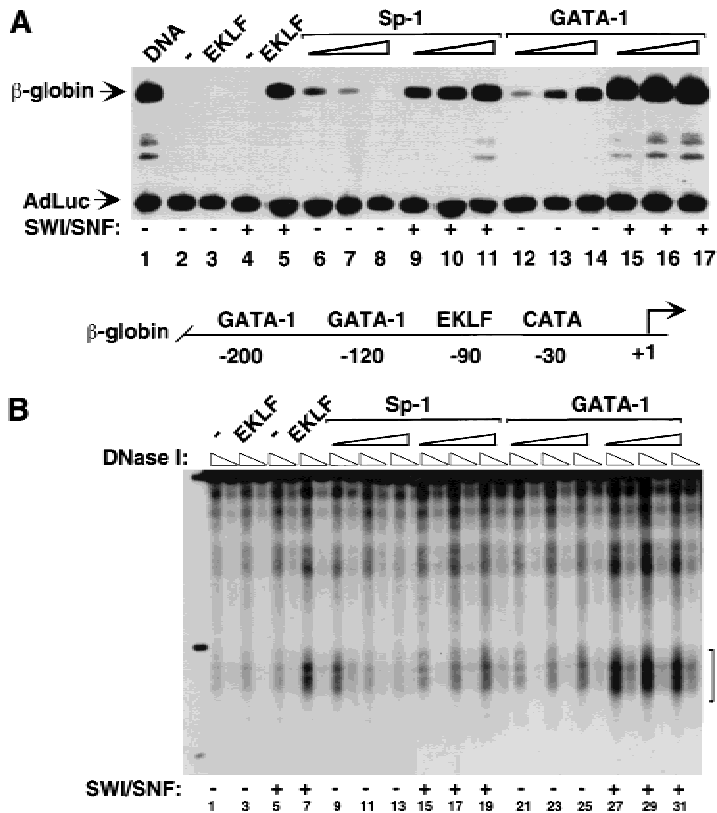 A
DNA - EKLF - EKLF Sp-1 GATA-1
β-globin
AdLuc
SWI/SNF: - - - + + - - - + + + - - - + + +
1 2 3 4 5 6 7 8 9 10 11 12 13 14 15 16 17
GATA-1 GATA-1 EKLF CATA
β-globin
-200 -120 -90 -30 +1
B
- EKLF - EKLF Sp-1 GATA-1
DNase I:
SWI/SNF: - - + + - - - + + + - - - + + +
1 3 5 7 9 11 13 15 17 19 21 23 25 27 29 31